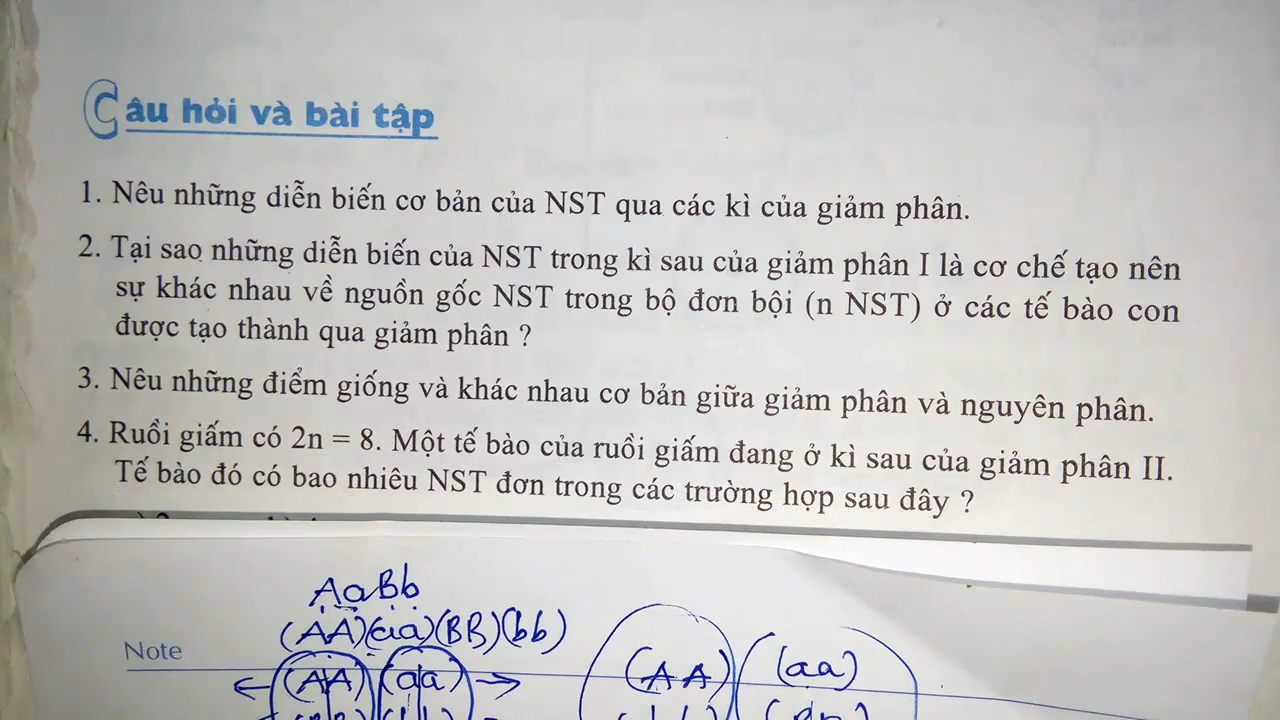 Câu hỏi và bài tập
1. Nêu những diễn biến cơ bản của NST qua các kì của giảm phân.
2. Tại sao những diễn biến của NST trong kì sau của giảm phân I là cơ chế tạo nên
sự khác nhau về nguồn gốc NST trong bộ đơn bội (n NST) ở các tế bào con
được tạo thành qua giảm phân ?
3. Nêu những điểm giống và khác nhau cơ bản giữa giảm phân và nguyên phân.
4. Ruồi giấm có 2n = 8. Một tế bào của ruồi giấm đang ở kì sau của giảm phân II.
Tế bào đó có bao nhiêu NST đơn trong các trường hợp sau đây ?
AaBb
(AA)(aa)(BB)(bb)
Note
(AA) (aa)
(AA) (aa)